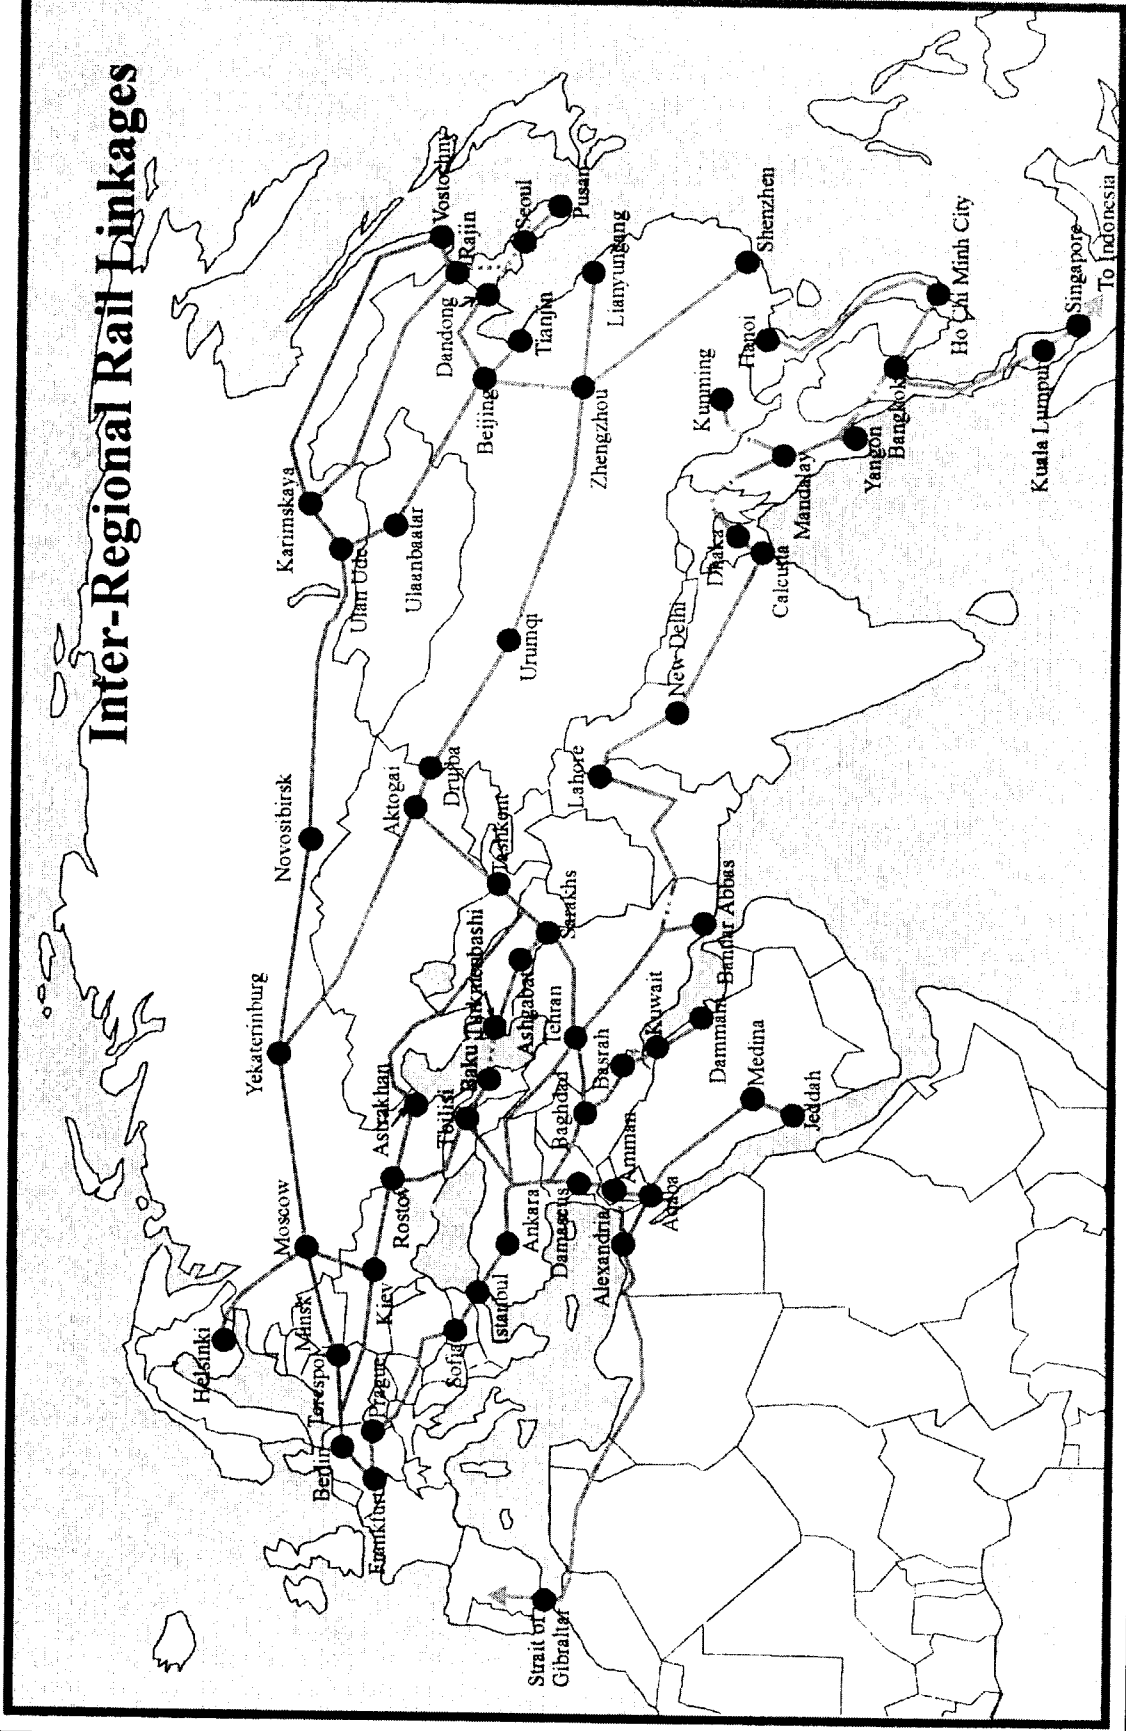 Inter-Regional Rail Linkages
Helsinki
Moscow
Yekaterinburg
Novosibirsk
Karimskaya
Ulan Ude
Ulaanbaatar
Vostochny
Rajin
Dandong
Seoul
Pusan
Tianjin
Beijing
Lianyungang
Zhengzhou
Shenzhen
Urumqi
Drujba
Aktogai
Tashkent
Sarakhs
Ashgabat
Turkmenbashi
Baku
Tbilisi
Astrakhan
Rostov
Kiev
Minsk
Terespol
Berlin
Prague
Frankfurt
Sofia
Istanbul
Ankara
Damascus
Amman
Alexandria
Aqaba
Baghdad
Basrah
Tehran
Kuwait
Dammam
Bandar Abbas
Medina
Jeddah
Strait of
Gibraltar
Lahore
New Delhi
Dhaka
Calcutta
Mandalay
Kunming
Hanoi
Yangon
Bangkok
Ho Chi Minh City
Kuala Lumpur
Singapore
To Indonesia